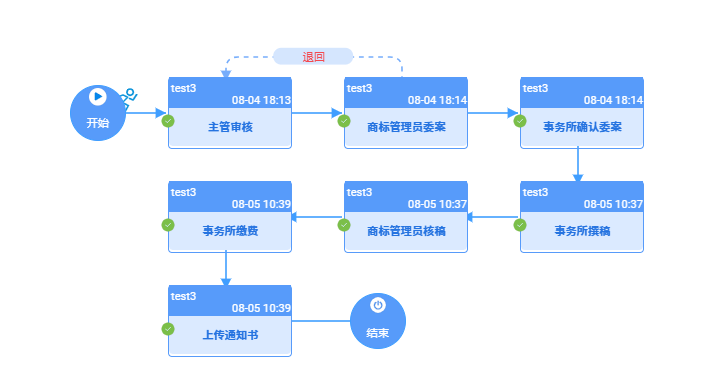 退回
开始
test3
08-04 18:13
主管审核
test3
08-04 18:14
商标管理员委案
test3
08-04 18:14
事务所确认委案
test3
08-05 10:39
事务所缴费
test3
08-05 10:37
商标管理员核稿
test3
08-05 10:37
事务所撰稿
test3
08-05 10:39
上传通知书
结束